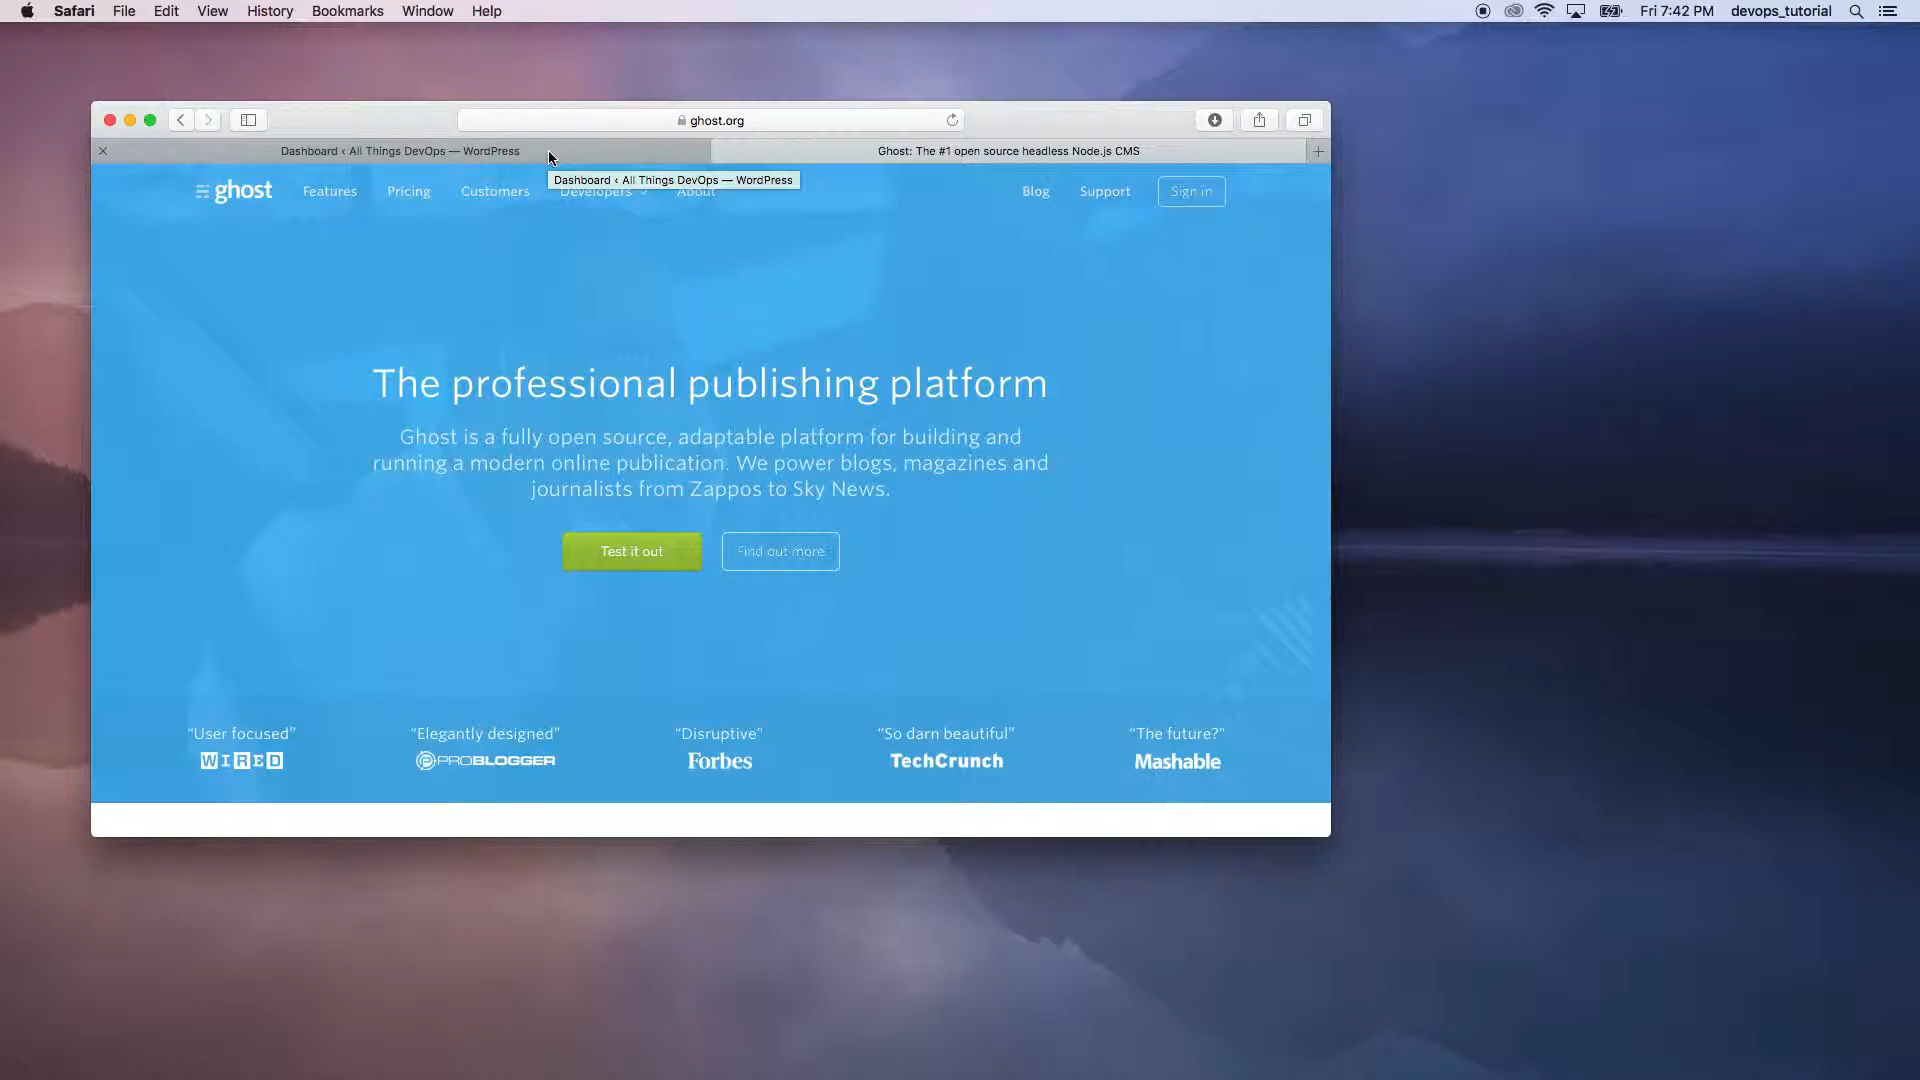 Safari File Edit View History Bookmarks Window Help Fri 7:42 PM devops_tutorial
ghost.org
Dashboard ‹ All Things DevOps — WordPress Ghost: The #1 open source headless Node.js CMS
Dashboard ‹ All Things DevOps — WordPress
ghost Features Pricing Customers Developers About Blog Support Sign in
The professional publishing platform
Ghost is a fully open source, adaptable platform for building and
running a modern online publication. We power blogs, magazines and
journalists from Zappos to Sky News.
Test it out Find out more
“User focused” “Elegantly designed” “Disruptive” “So darn beautiful” “The future?”
WIRED PROBLOGGER Forbes TechCrunch Mashable